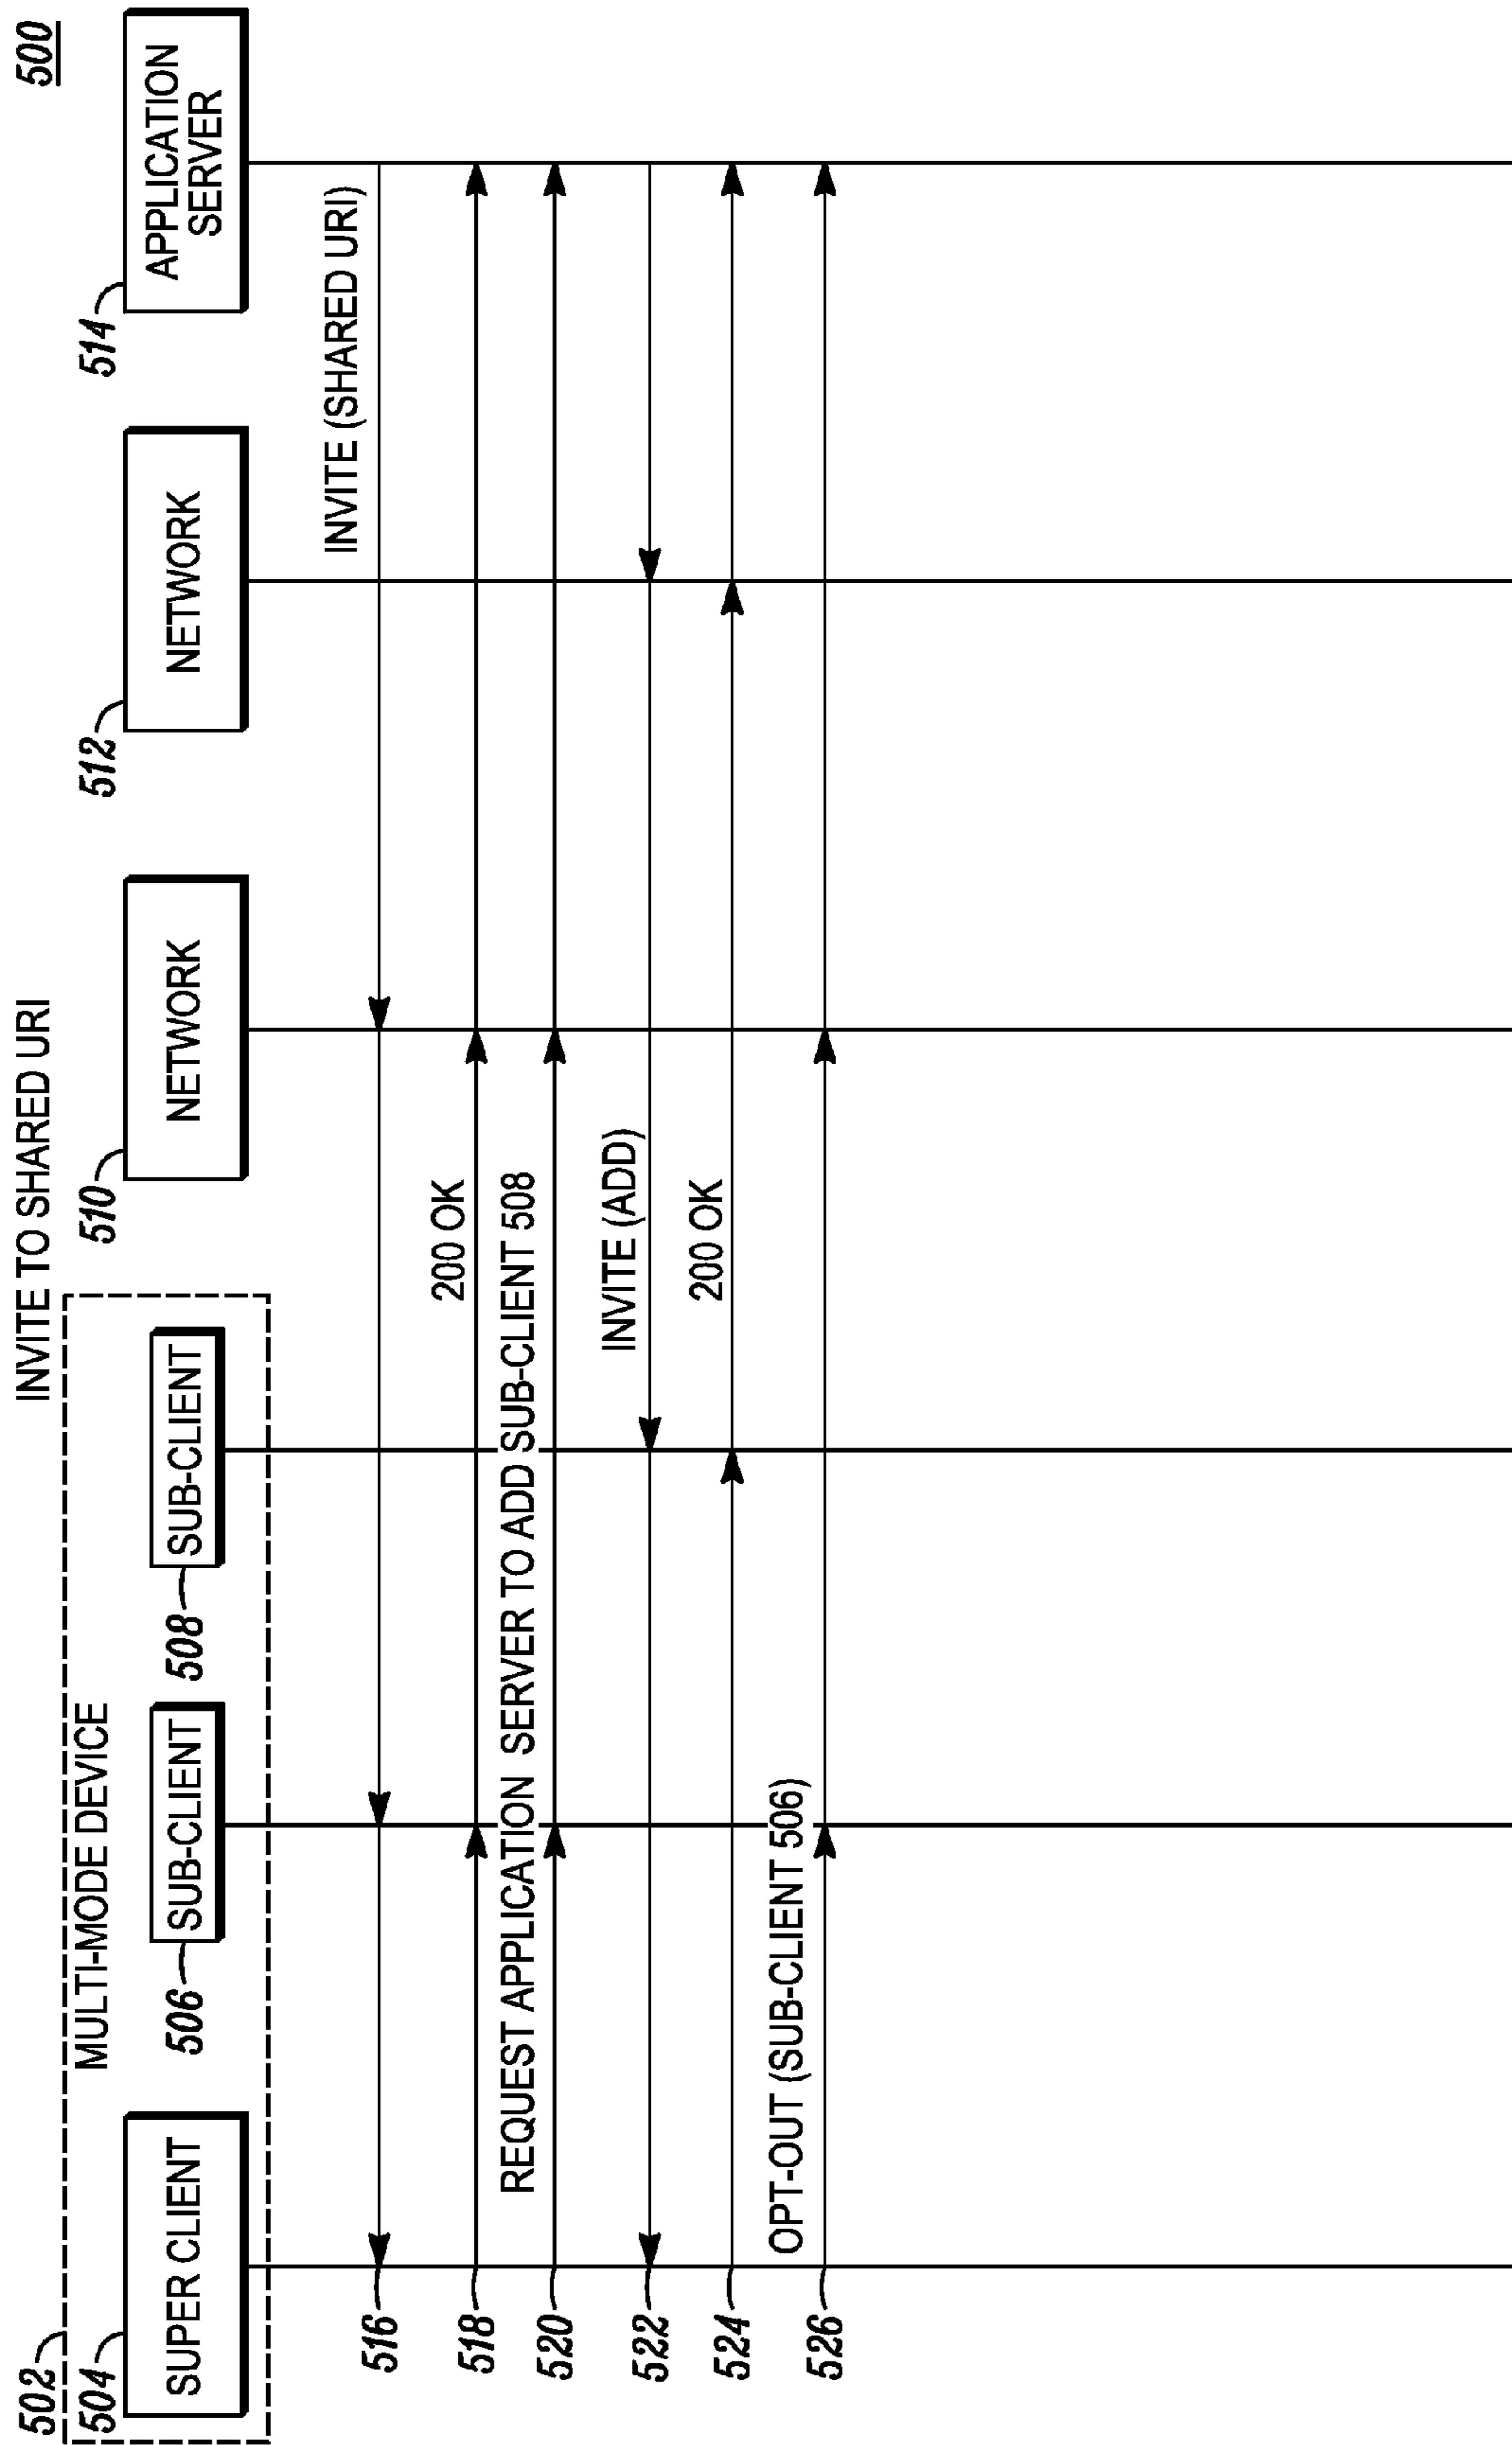 INVITE TO SHARED URI
500
502
MULTI-MODE DEVICE
504
SUPER CLIENT
506
SUB-CLIENT
508
SUB-CLIENT
510
NETWORK
512
NETWORK
514
APPLICATION
SERVER
INVITE (SHARED URI)
516
200 OK
518
REQUEST APPLICATION SERVER TO ADD SUB-CLIENT 508
520
INVITE (ADD)
522
200 OK
524
OPT-OUT (SUB-CLIENT 506)
526